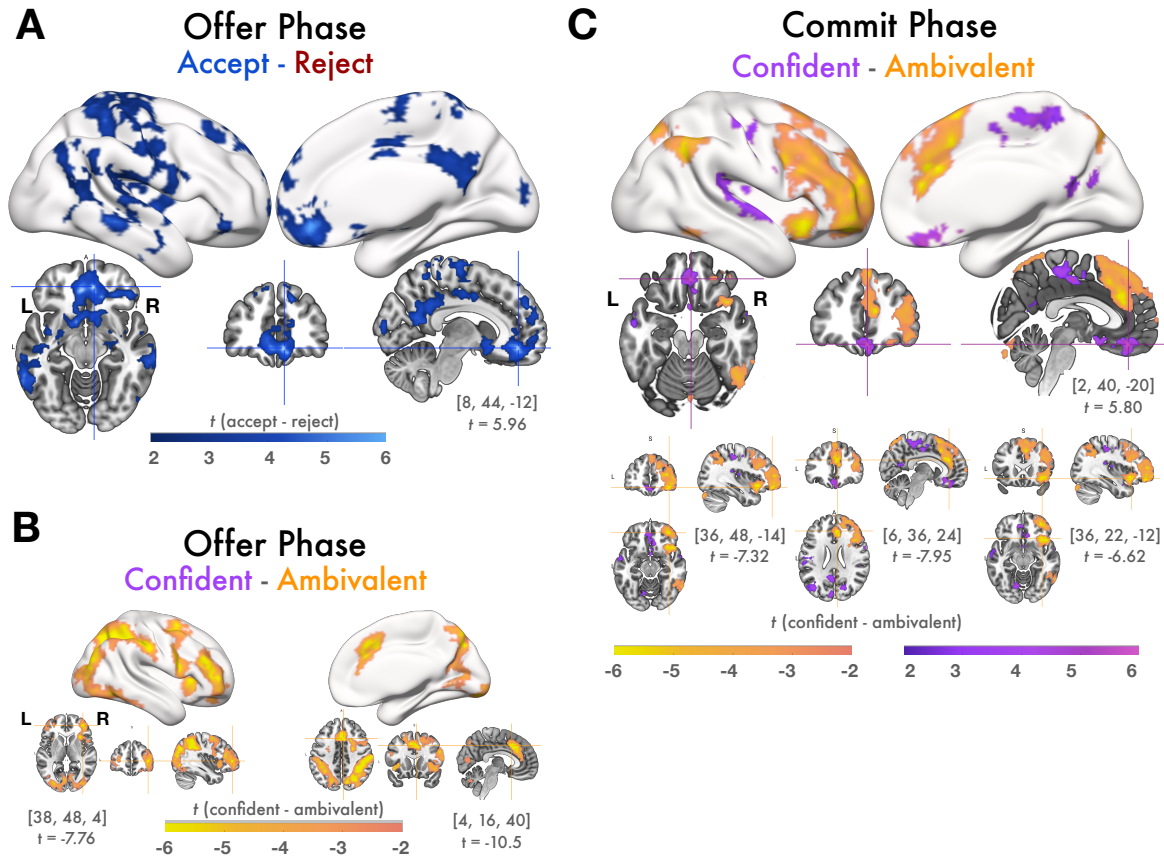 A
Offer Phase
Accept - Reject
A
L
R
L
[8, 44, -12]
t = 5.96
t (accept - reject)
2 3 4 5 6
B
Offer Phase
Confident - Ambivalent
L R
[38, 48, 4]
t = -7.76
t (confident - ambivalent)
-6 -5 -4 -3 -2
[4, 16, 40]
t = -10.5
C
Commit Phase
Confident - Ambivalent
L
R
[2, 40, -20]
t = 5.80
S
L
[36, 48, -14]
t = -7.32
A
[6, 36, 24]
t = -7.95
S
L
[36, 22, -12]
t = -6.62
t (confident - ambivalent)
-6 -5 -4 -3 -2
2 3 4 5 6